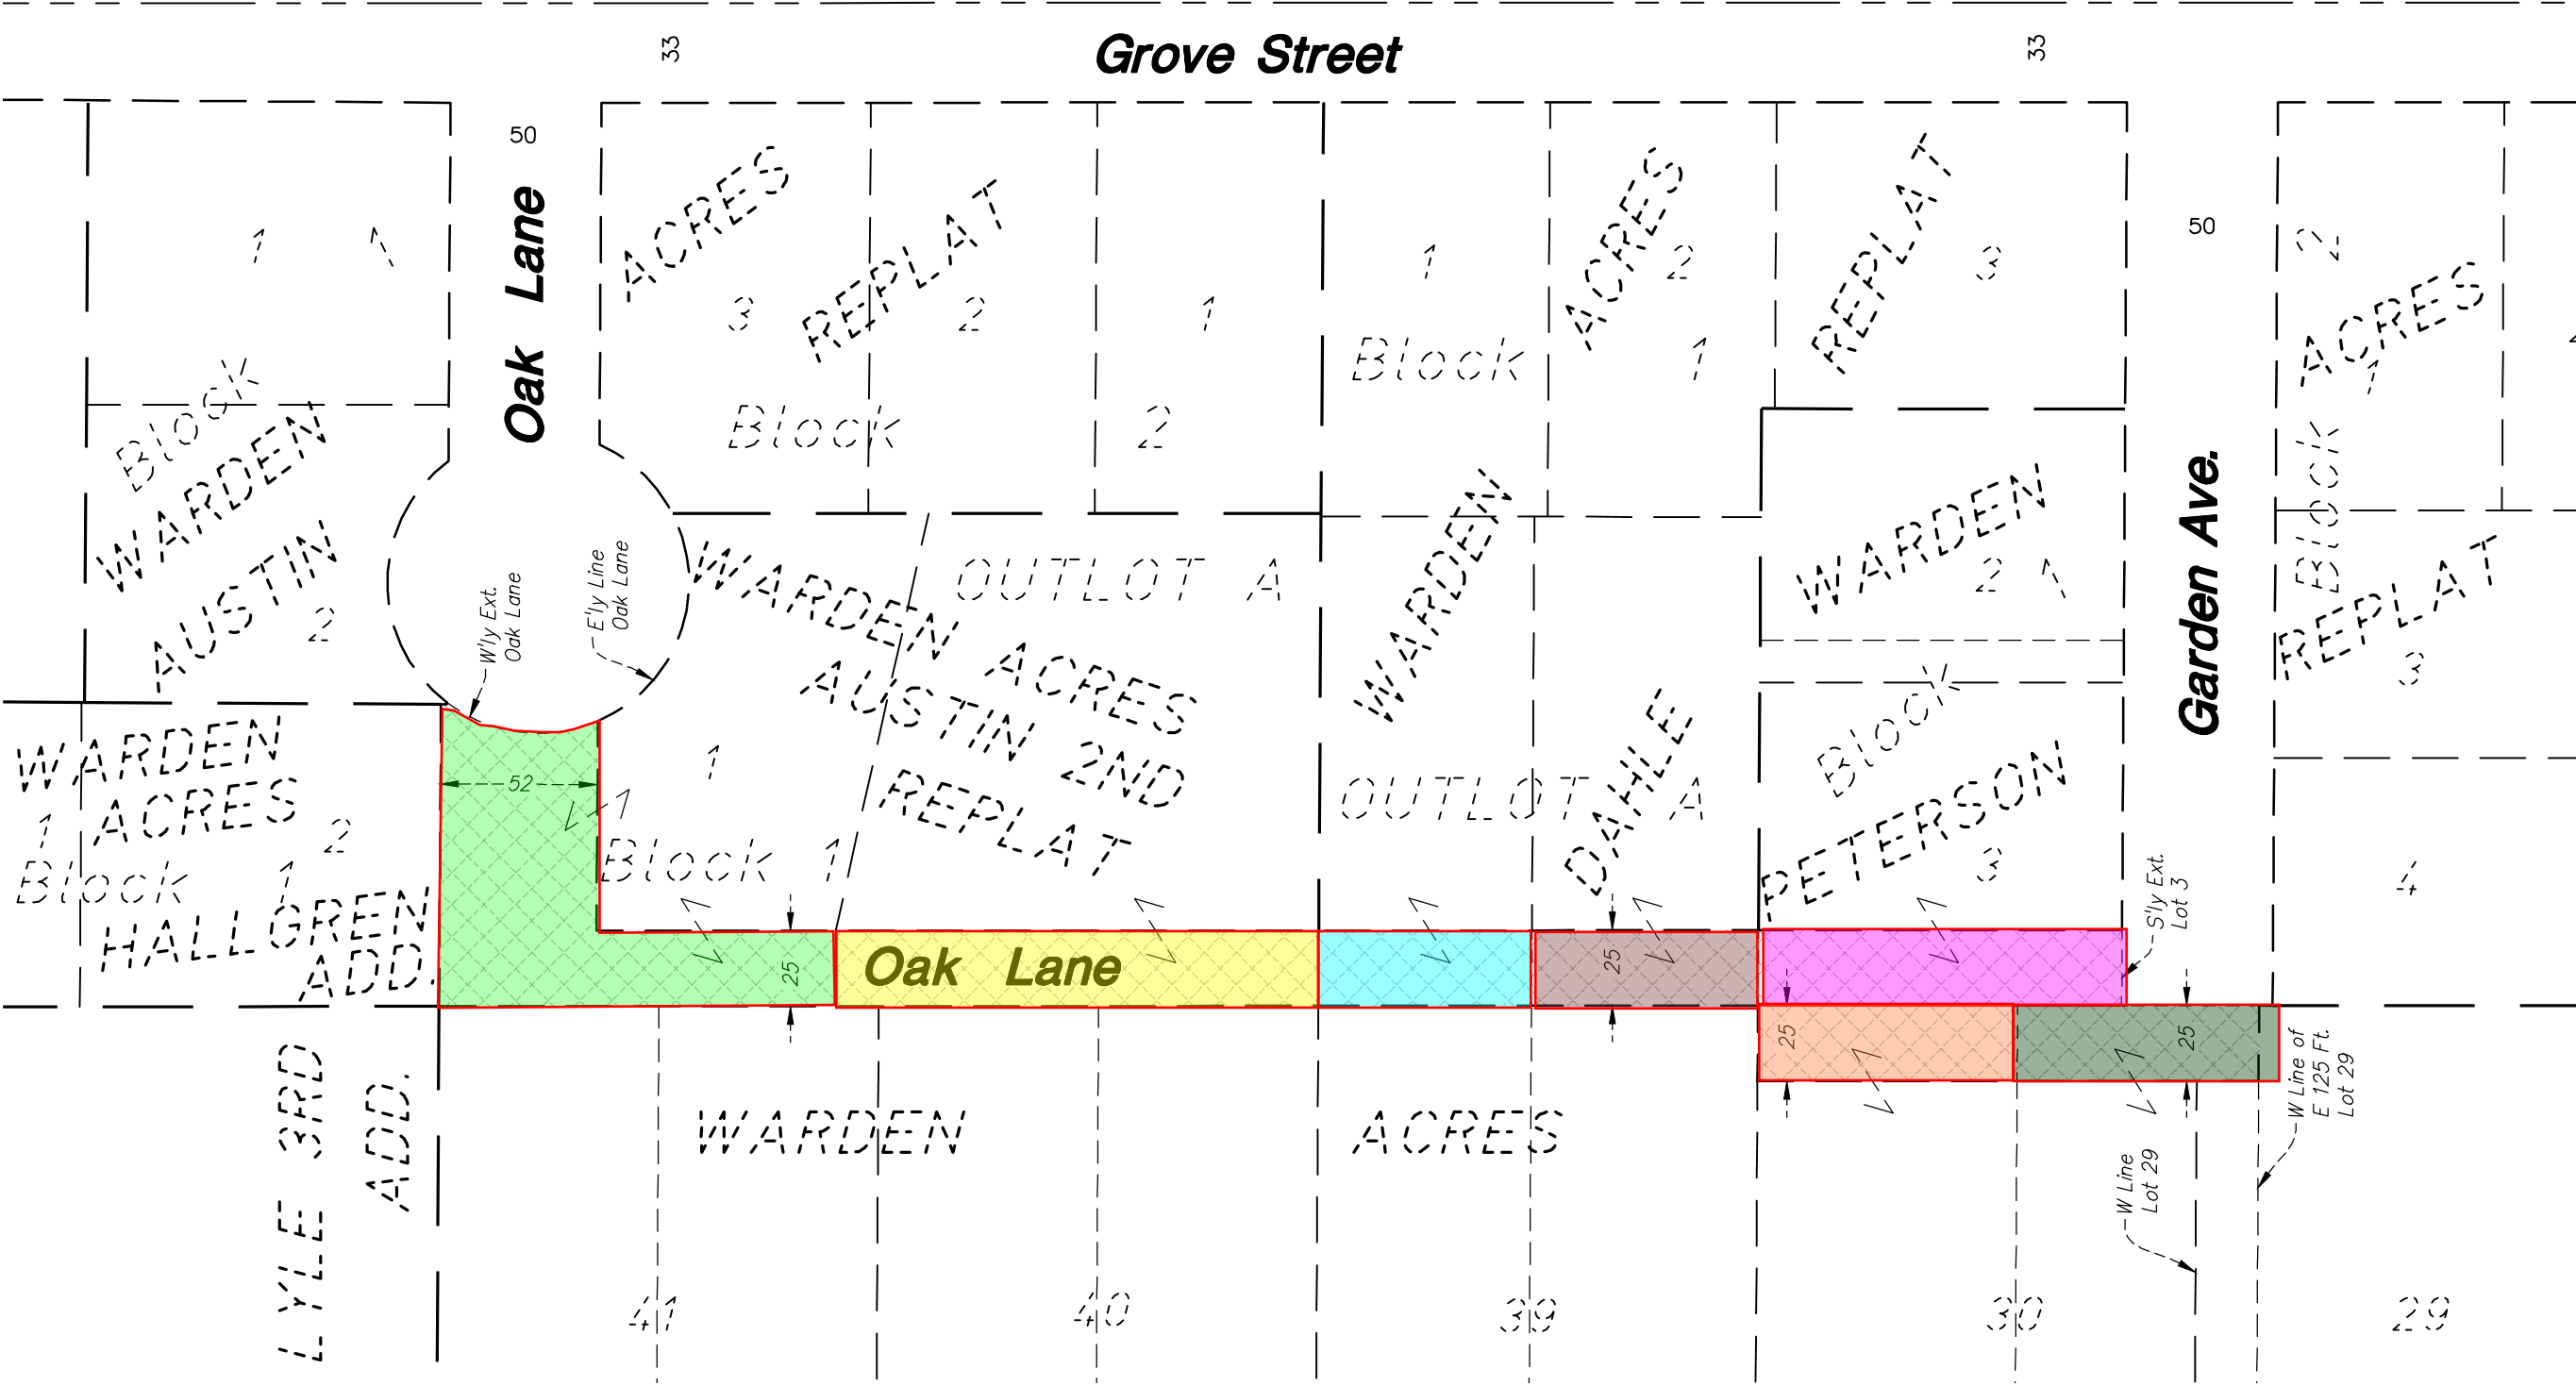 Grove Street
33
33
50
Oak Lane
50
Garden Ave.
1
1
Block
WARDEN
AUSTIN
2
ACRES
REPLAT
3
2
1
Block
2
1
ACRES
2
REPLAT
3
Block
1
WARDEN
DAHLE
OUTLOT A
WARDEN
2
1
Block
PETERSON
3
2
ACRES
1
Block
REPLAT
3
4
W'ly Ext.
Oak Lane
E'ly Line
Oak Lane
OUTLOT A
WARDEN ACRES
AUSTIN 2ND
REPLAT
1
Block 1
WARDEN
ACRES
1
2
Block 1
HALLGREN
ADD.
52
1
25
Oak Lane
25
S'ly Ext.
Lot 3
25
25
W Line of
E 125 Ft.
Lot 29
W Line
Lot 29
LYLE 3RD
ADD.
WARDEN ACRES
41
40
39
30
29